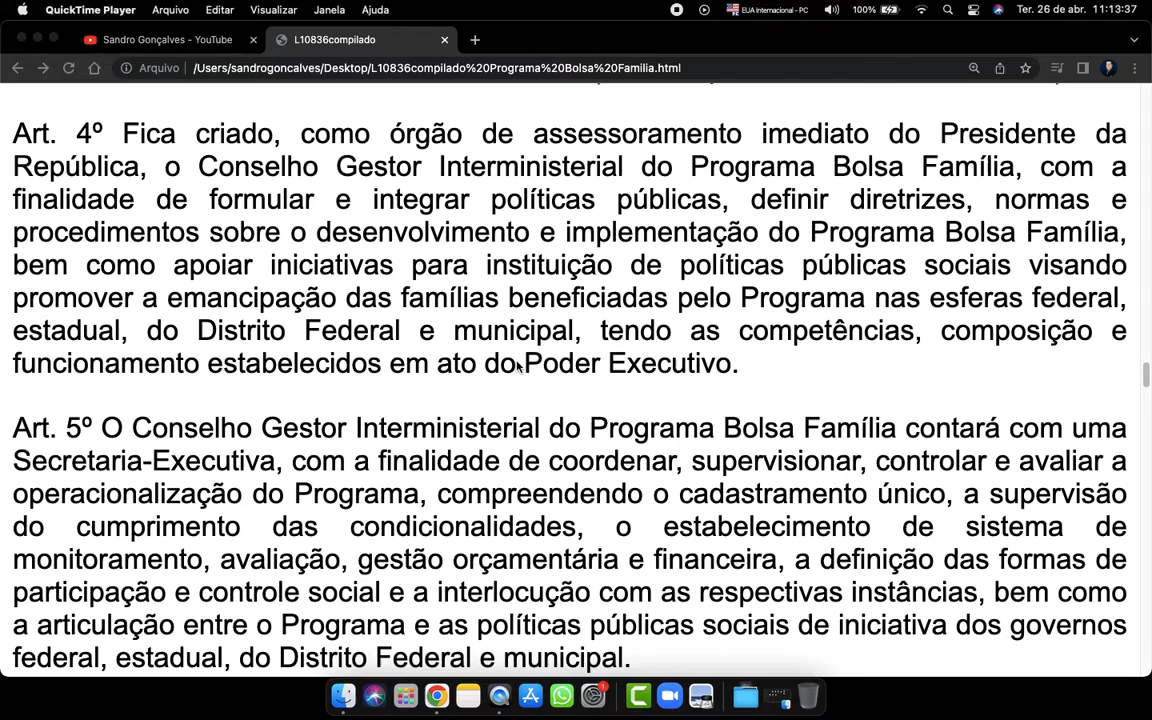 QuickTime Player Arquivo Editar Visualizar Janela Ajuda EUA Internacional - PC 100% Ter. 26 de abr. 11:13:37
Sandro Gonçalves - YouTube L10836compilado
Arquivo /Users/sandrogoncalves/Desktop/L10836compilado%20Programa%20Bolsa%20Familia.html
Art. 4º Fica criado, como órgão de assessoramento imediato do Presidente da
República, o Conselho Gestor Interministerial do Programa Bolsa Família, com a
finalidade de formular e integrar políticas públicas, definir diretrizes, normas e
procedimentos sobre o desenvolvimento e implementação do Programa Bolsa Família,
bem como apoiar iniciativas para instituição de políticas públicas sociais visando
promover a emancipação das famílias beneficiadas pelo Programa nas esferas federal,
estadual, do Distrito Federal e municipal, tendo as competências, composição e
funcionamento estabelecidos em ato do Poder Executivo.
Art. 5º O Conselho Gestor Interministerial do Programa Bolsa Família contará com uma
Secretaria-Executiva, com a finalidade de coordenar, supervisionar, controlar e avaliar a
operacionalização do Programa, compreendendo o cadastramento único, a supervisão
do cumprimento das condicionalidades, o estabelecimento de sistema de
monitoramento, avaliação, gestão orçamentária e financeira, a definição das formas de
participação e controle social e a interlocução com as respectivas instâncias, bem como
a articulação entre o Programa e as políticas públicas sociais de iniciativa dos governos
federal, estadual, do Distrito Federal e municipal.
1